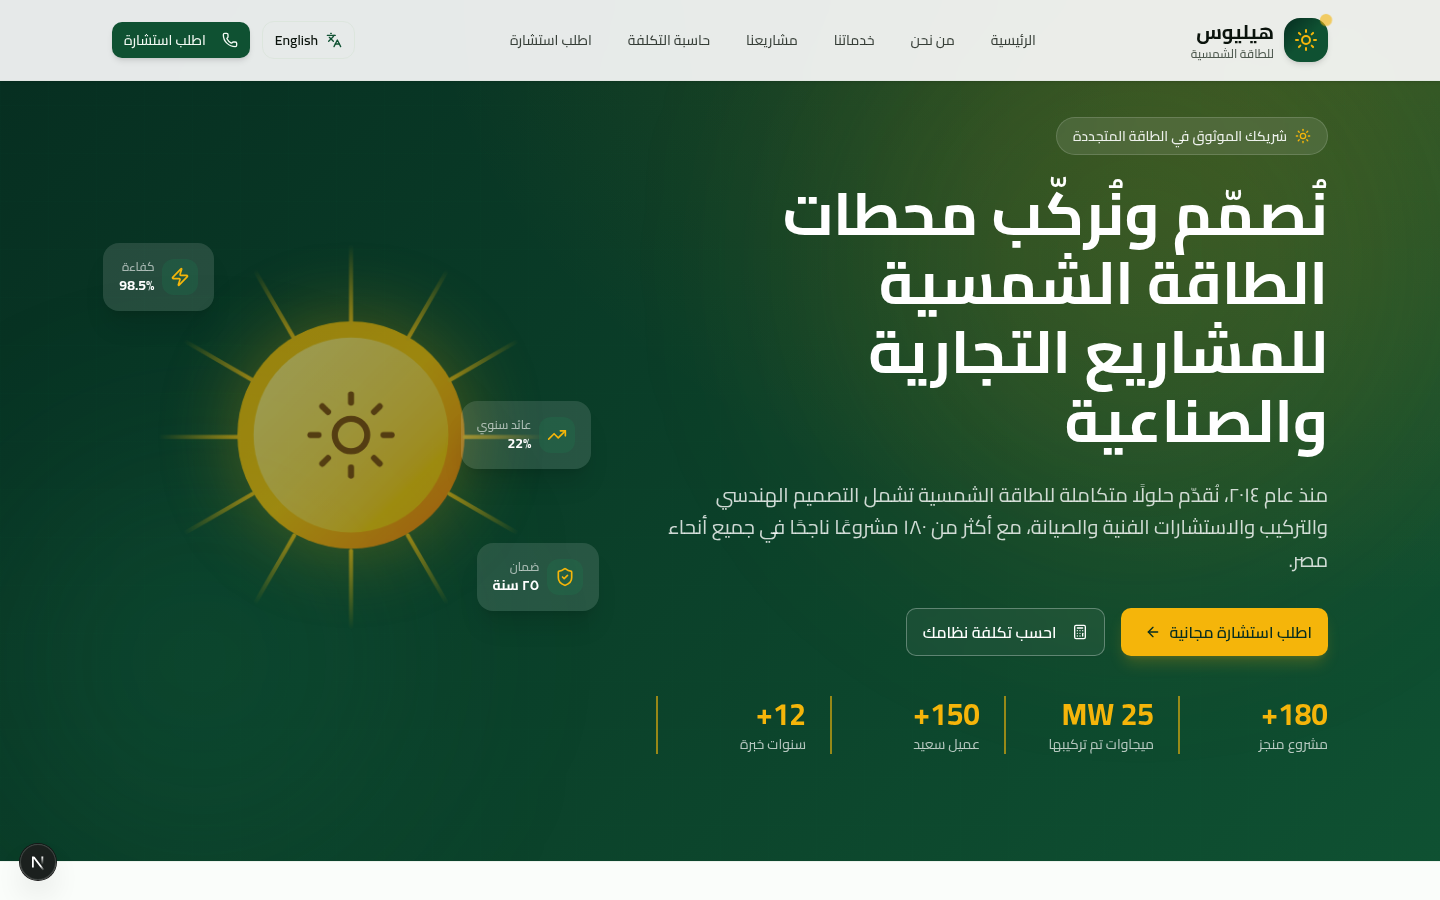 هيليوس
للطاقة الشمسية
الرئيسية
من نحن
خدماتنا
مشاريعنا
حاسبة التكلفة
اطلب استشارة
English
اطلب استشارة
شريكك الموثوق في الطاقة المتجددة
نُصمّم ونُركّب محطات
الطاقة الشمسية
للمشاريع التجارية
والصناعية
منذ عام ٢٠١٤، نُقدّم حلولًا متكاملة للطاقة الشمسية تشمل التصميم الهندسي
والتركيب والاستشارات الفنية والصيانة، مع أكثر من ١٨٠ مشروعًا ناجحًا في جميع أنحاء
مصر.
اطلب استشارة مجانية
احسب تكلفة نظامك
+180
مشروع منجز
25 MW
ميجاوات تم تركيبها
+150
عميل سعيد
+12
سنوات خبرة
كفاءة
98.5%
عائد سنوي
22%
ضمان
٢٥ سنة
N